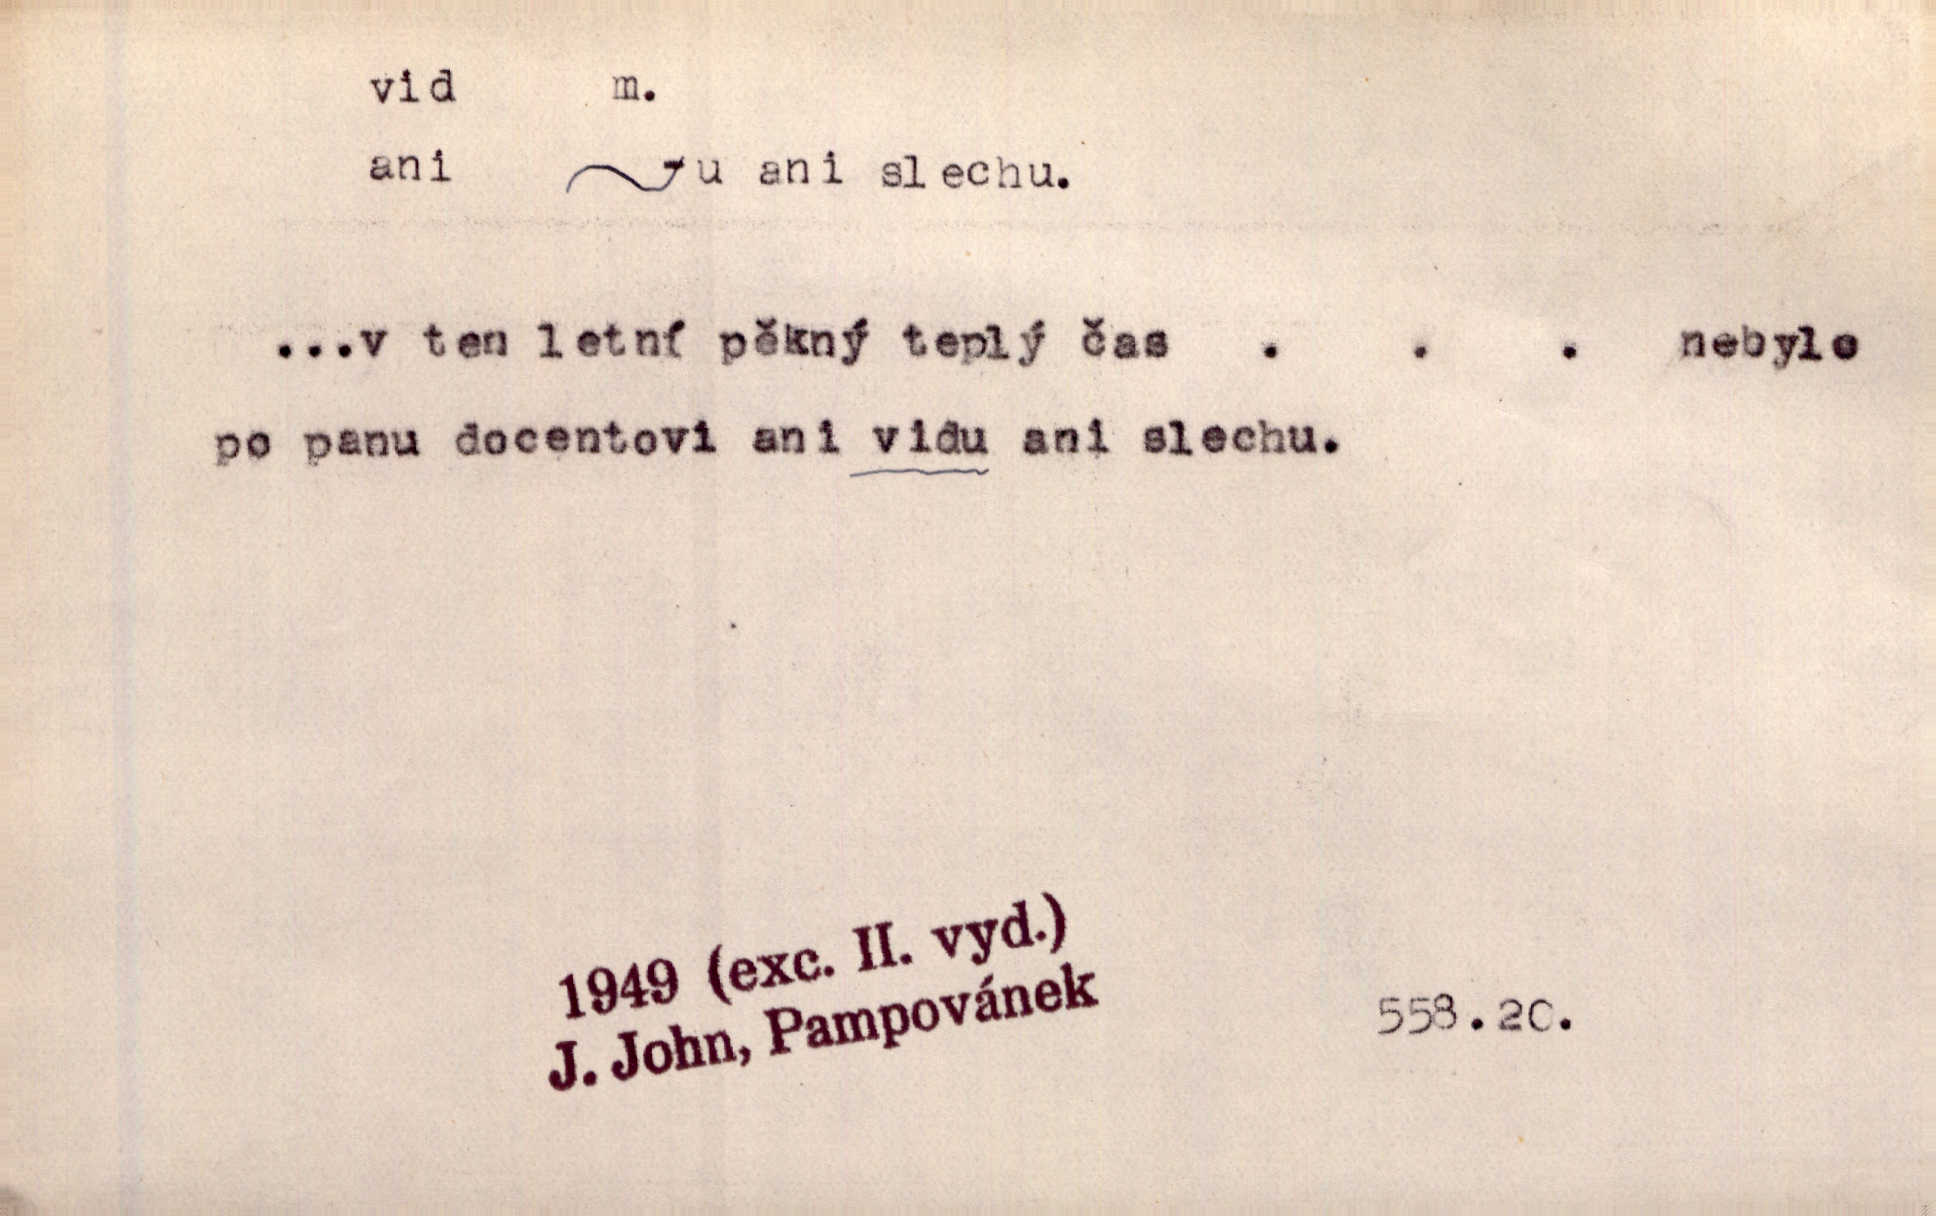 vid m.
ani ~u ani slechu.
...v ten letní pěkný teplý čas . . . nebylo
po panu docentovi ani vidu ani slechu.
1949 (exc. II. vyd.)
J. John, Pampovánek
558.20.